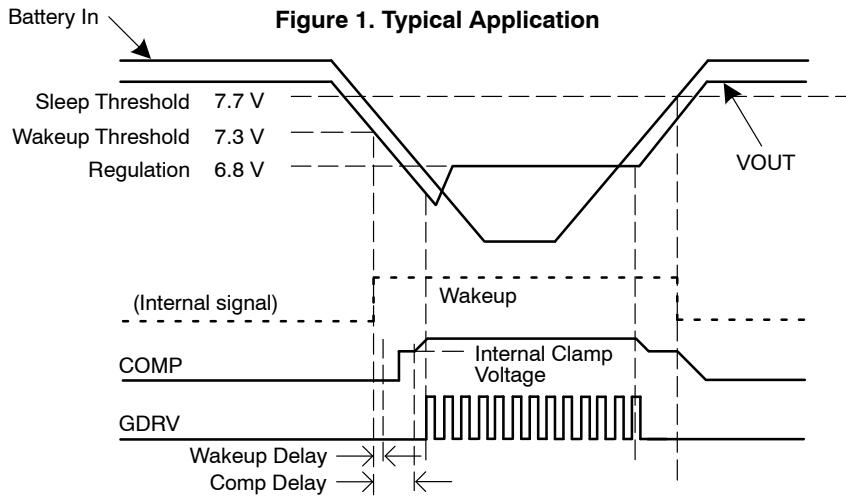 Battery In
Figure 1. Typical Application
Sleep Threshold 7.7 V
Wakeup Threshold 7.3 V
Regulation 6.8 V
VOUT
(Internal signal)
Wakeup
COMP
Internal Clamp
Voltage
GDRV
Wakeup Delay
Comp Delay